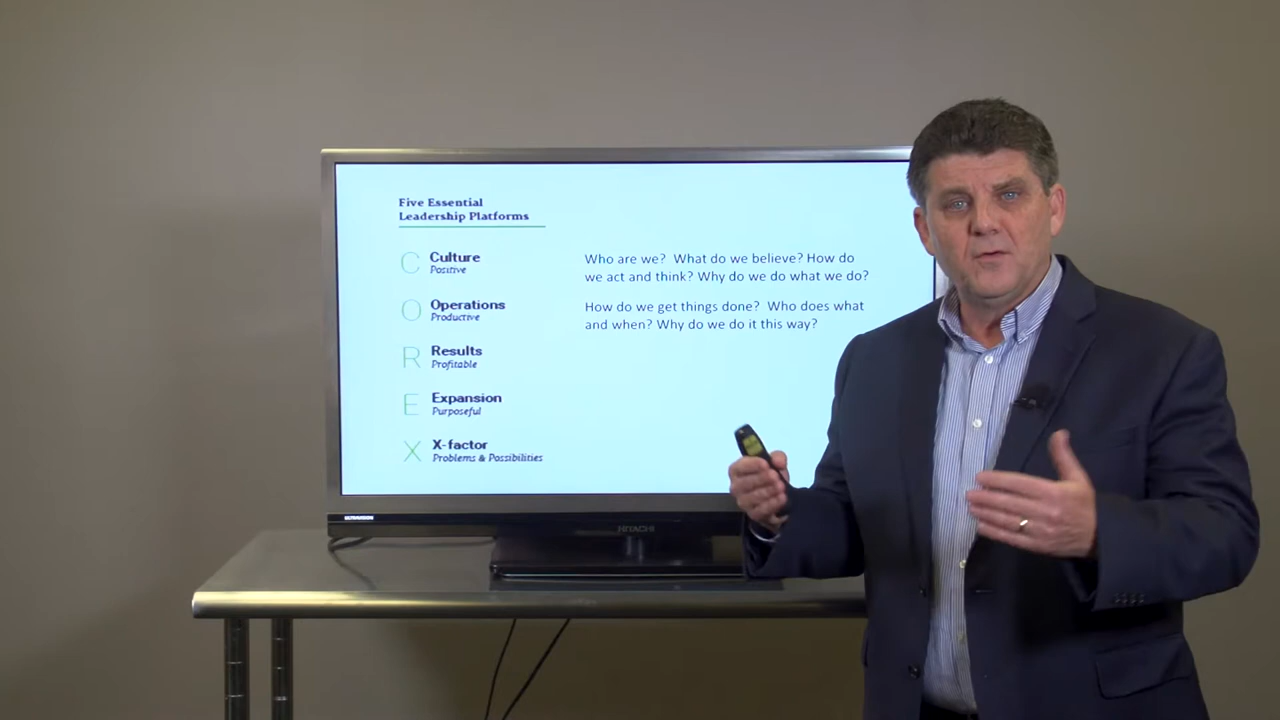 Five Essential
Leadership Platforms
C Culture
Positive
Who are we? What do we believe? How do
we act and think? Why do we do what we do?
O Operations
Productive
How do we get things done? Who does what
and when? Why do we do it this way?
R Results
Profitable
E Expansion
Purposeful
X X-factor
Problems & Possibilities
ULTRAVISION
HITACHI